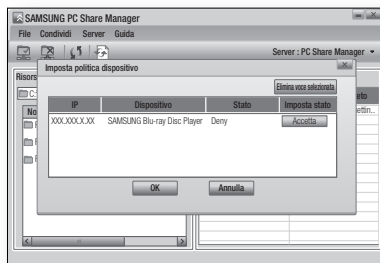 SAMSUNG PC Share Manager
File Condividi Server Guida
Server : PC Share Manager
Imposta politica dispositivo
Elimina voce selezionata
IP Dispositivo Stato Imposta stato
XXX.XXX.X.XX SAMSUNG Blu-ray Disc Player Deny Accetta
OK Annulla
Risors
C:
No